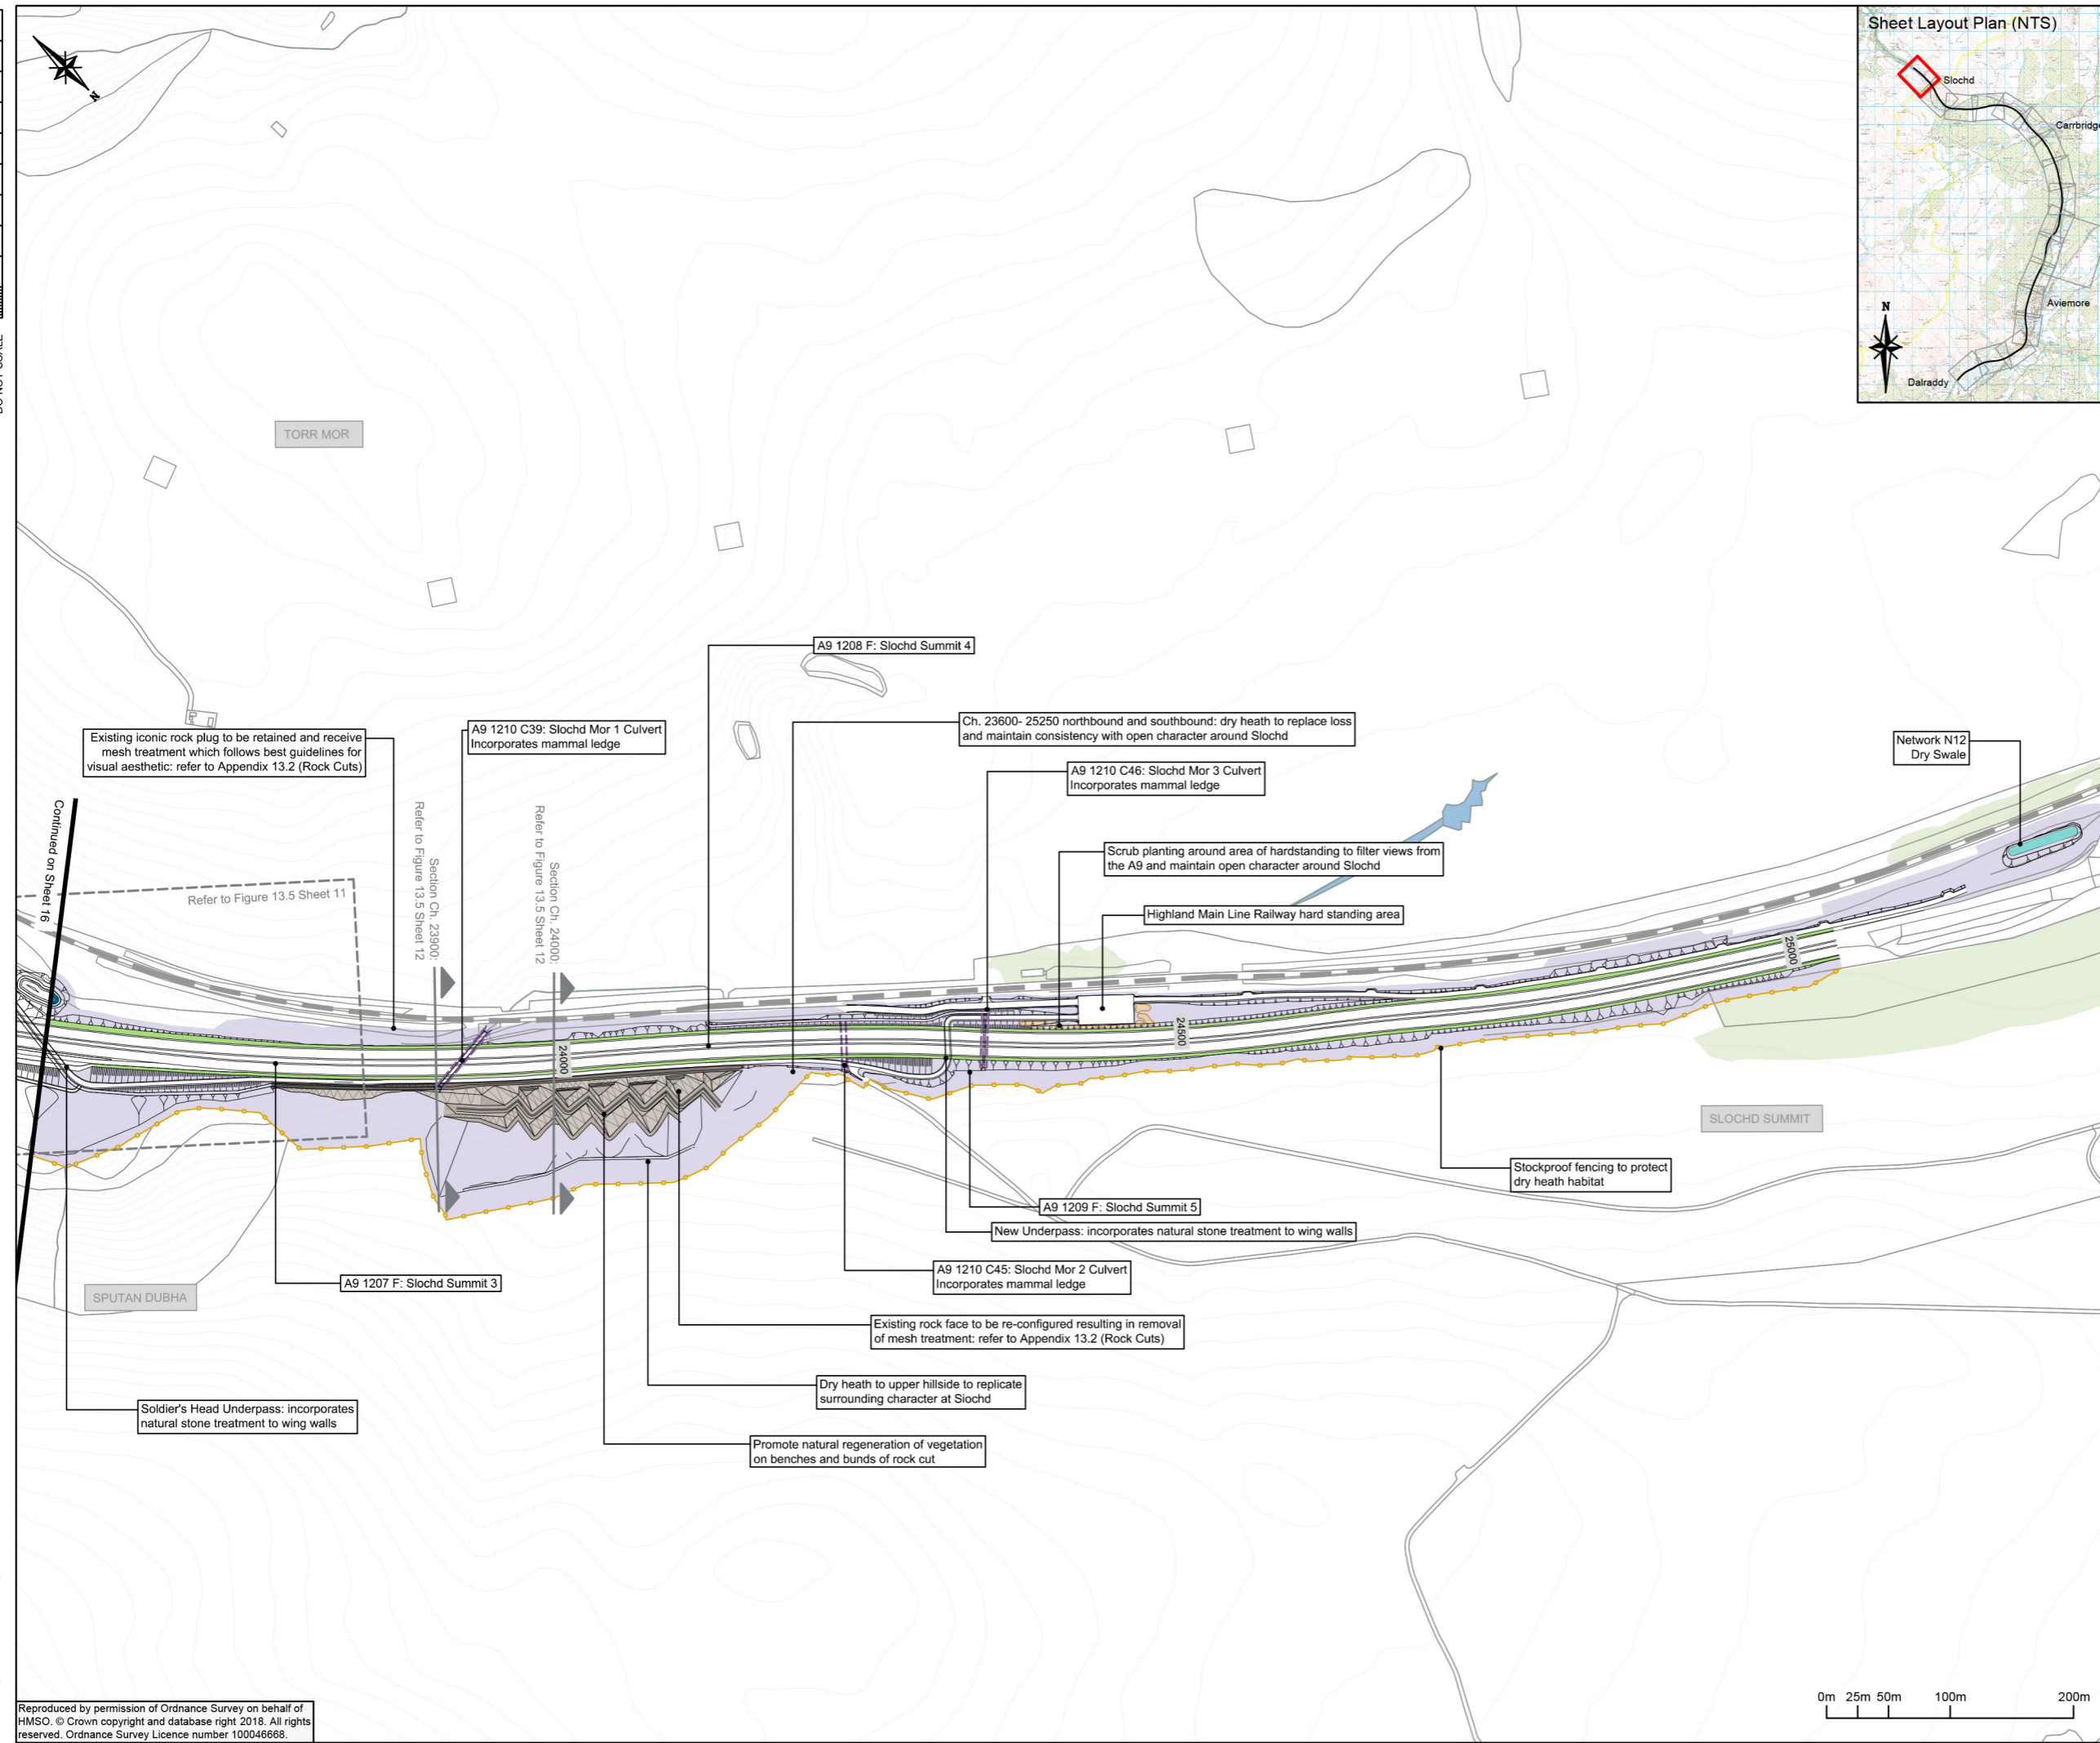 Sheet Layout Plan (NTS)
Slochd
Carrbridge
Aviemore
Dalraddy
N
N
DO NOT SCALE
TORR MOR
A9 1208 F: Slochd Summit 4
Existing iconic rock plug to be retained and receive
mesh treatment which follows best guidelines for
visual aesthetic: refer to Appendix 13.2 (Rock Cuts)
A9 1210 C39: Slochd Mor 1 Culvert
Incorporates mammal ledge
Ch. 23600- 25250 northbound and southbound: dry heath to replace loss
and maintain consistency with open character around Slochd
A9 1210 C46: Slochd Mor 3 Culvert
Incorporates mammal ledge
Network N12
Dry Swale
Continued on Sheet 16
Refer to Figure 13.5 Sheet 11
Section Ch. 23900:
Refer to Figure 13.5 Sheet 12
Section Ch. 24000:
Refer to Figure 13.5 Sheet 12
Scrub planting around area of hardstanding to filter views from
the A9 and maintain open character around Slochd
Highland Main Line Railway hard standing area
24000
24500
25000
SLOCHD SUMMIT
Stockproof fencing to protect
dry heath habitat
A9 1209 F: Slochd Summit 5
New Underpass: incorporates natural stone treatment to wing walls
A9 1210 C45: Slochd Mor 2 Culvert
Incorporates mammal ledge
A9 1207 F: Slochd Summit 3
SPUTAN DUBHA
Existing rock face to be re-configured resulting in removal
of mesh treatment: refer to Appendix 13.2 (Rock Cuts)
Dry heath to upper hillside to replicate
surrounding character at Slochd
Soldier's Head Underpass: incorporates
natural stone treatment to wing walls
Promote natural regeneration of vegetation
on benches and bunds of rock cut
0m 25m 50m 100m 200m
Reproduced by permission of Ordnance Survey on behalf of
HMSO. © Crown copyright and database right 2018. All rights
reserved. Ordnance Survey Licence number 100046668.